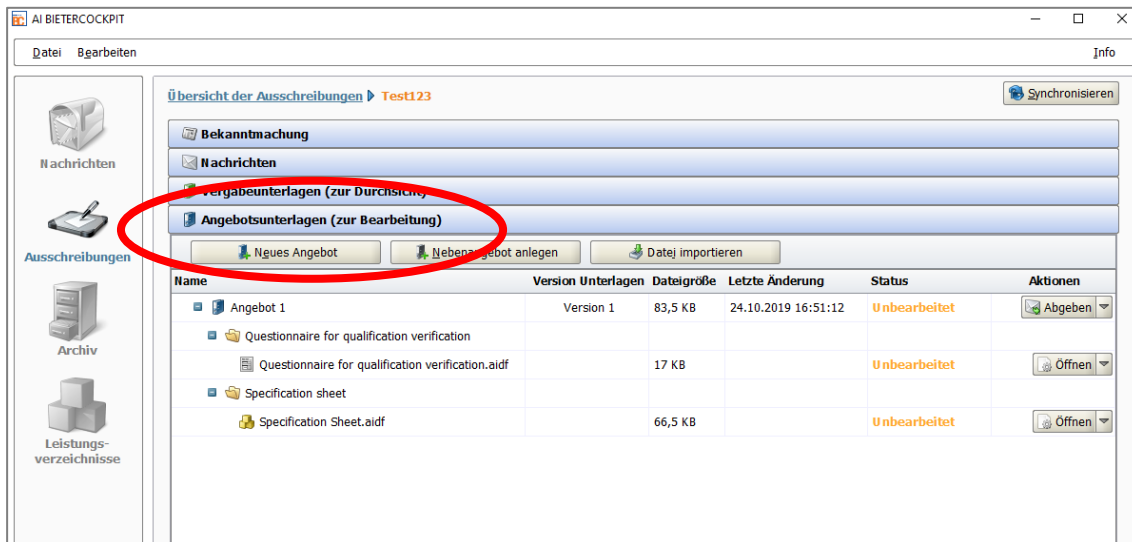 AI BIETERCOCKPIT
Datei Bearbeiten Info
Übersicht der Ausschreibungen Test123 Synchronisieren
Bekanntmachung
Nachrichten
Nachrichten
Vergabeunterlagen (zur Durchsicht)
Angebotsunterlagen (zur Bearbeitung)
Ausschreibungen
Neues Angebot Nebenangebot anlegen Datei importieren
Name Version Unterlagen Dateigröße Letzte Änderung Status Aktionen
Angebot 1 Version 1 83,5 KB 24.10.2019 16:51:12 Unbearbeitet Abgeben
Questionnaire for qualification verification
Archiv
Questionnaire for qualification verification.aidf 17 KB Unbearbeitet Öffnen
Specification sheet
Specification Sheet.aidf 66,5 KB Unbearbeitet Öffnen
Leistungs-
verzeichnisse